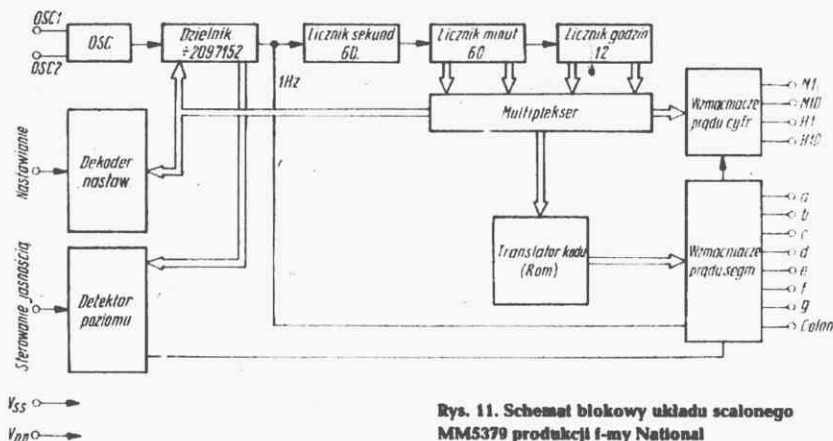 OSC1
OSC2
OSC
Dzielnik
÷2097152
Licznik sekund
60.
Licznik minut
60
Licznik godzin
12
1Hz
Multiplekser
Wzmacniacze
prądu cyfr
M1
M10
H1
H10
Nastawianie
Dekoder
nastaw
Sterowanie jasnością
Detektor
poziomu
Translator kodu
(Rom)
Wzmacniacze
prądu segm
a
b
c
d
e
f
g
Colon
VSS
VDD
Rys. 11. Schemat blokowy układu scalonego
MM5379 produkcji f-my National